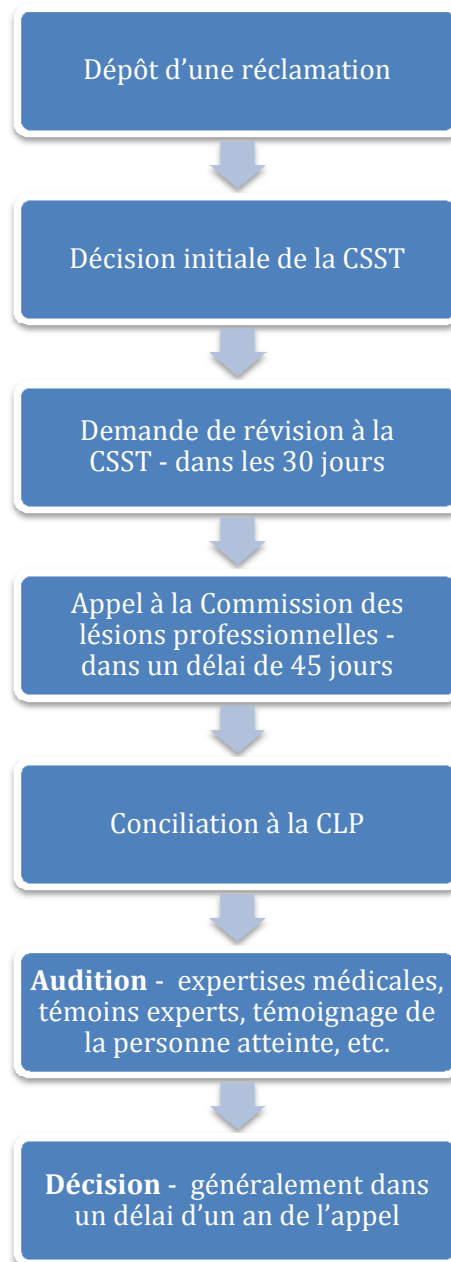 Dépôt d’une réclamation
Décision initiale de la CSST
Demande de révision à la
CSST - dans les 30 jours
Appel à la Commission des
lésions professionnelles -
dans un délai de 45 jours
Conciliation à la CLP
Audition - expertises médicales,
témoins experts, témoignage de
la personne atteinte, etc.
Décision - généralement dans
un délai d’un an de l’appel